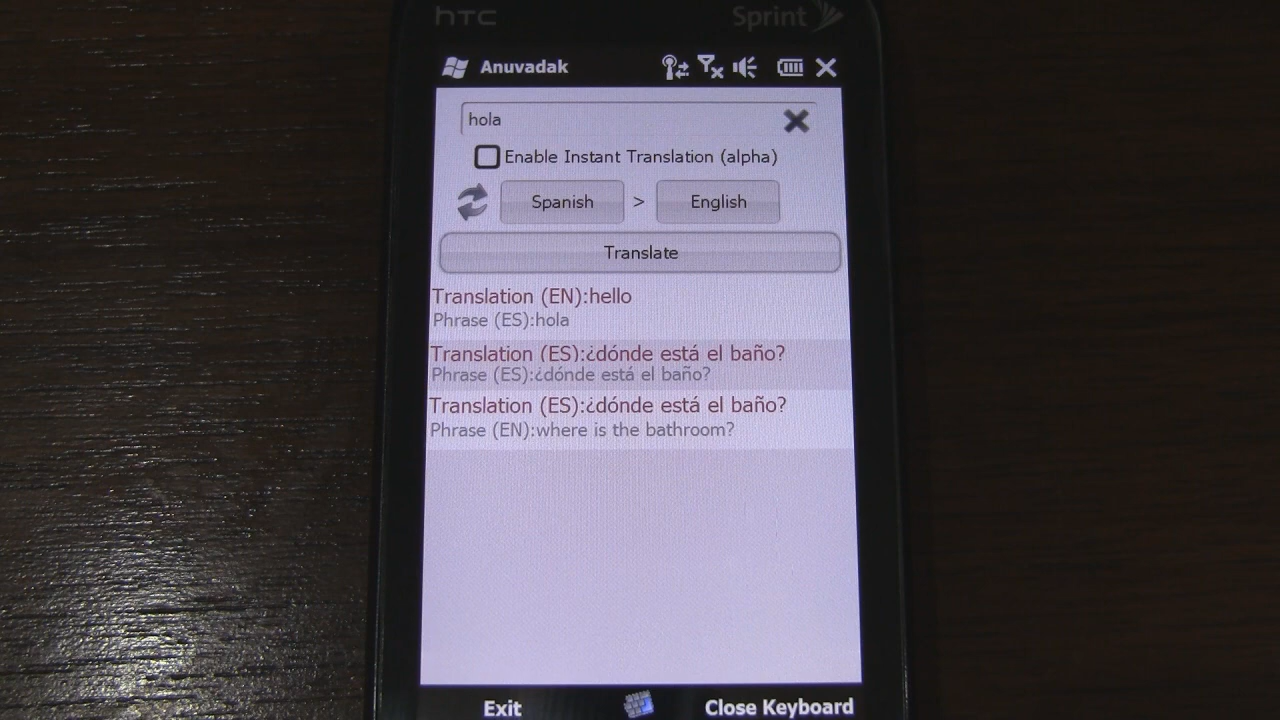 hTC
Sprint
Anuvadak
hola
Enable Instant Translation (alpha)
Spanish > English
Translate
Translation (EN):hello
Phrase (ES):hola
Translation (ES):¿dónde está el baño?
Phrase (ES):¿dónde está el baño?
Translation (ES):¿dónde está el baño?
Phrase (EN):where is the bathroom?
Exit
Close Keyboard